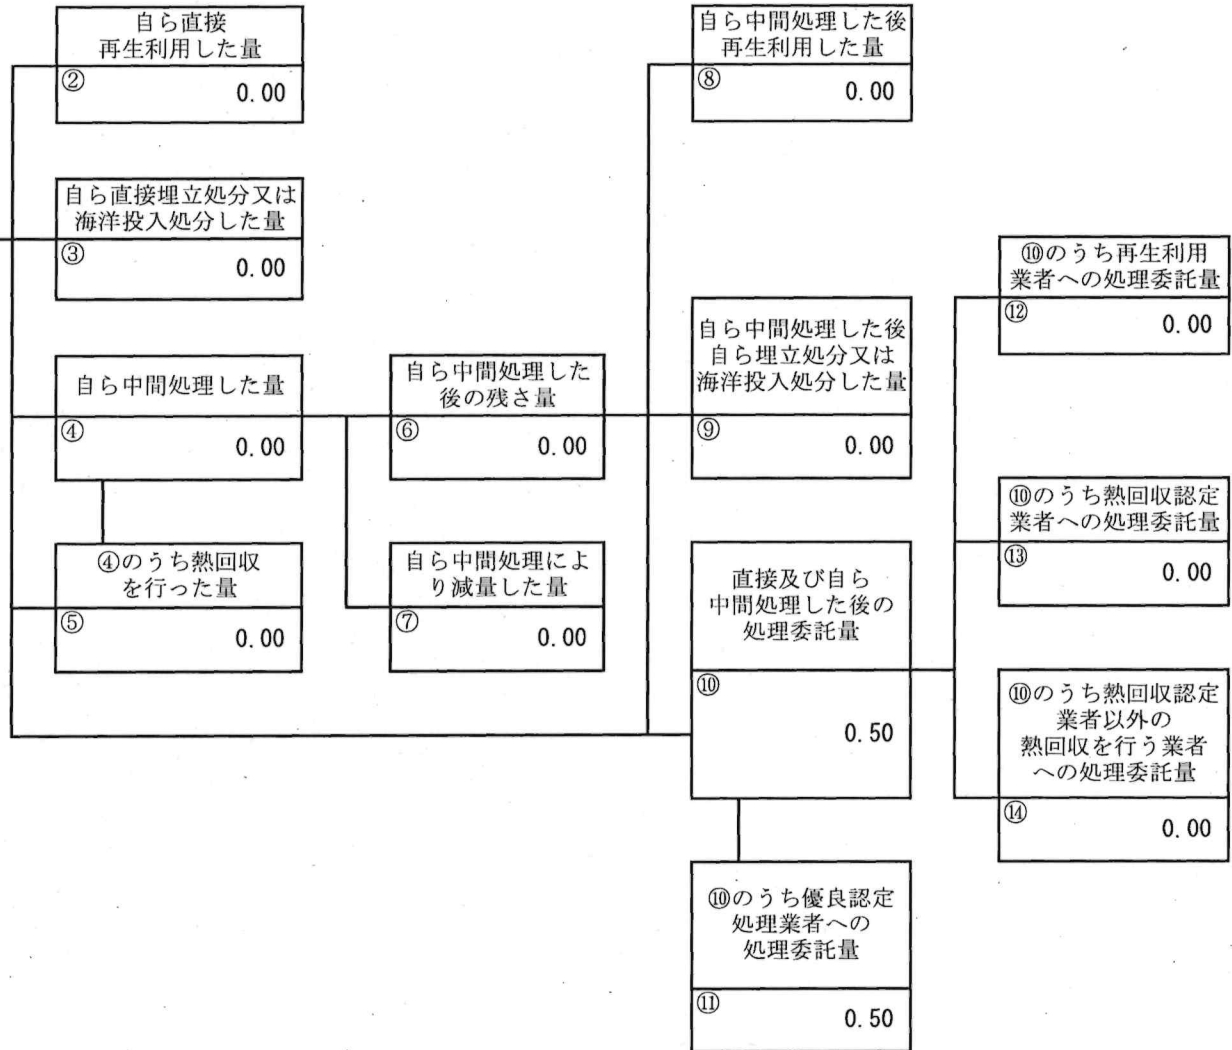 自ら直接
再生利用した量
②
0.00
自ら直接埋立処分又は
海洋投入処分した量
③
0.00
自ら中間処理した量
④
0.00
④のうち熱回収
を行った量
⑤
0.00
自ら中間処理した
後の残さ量
⑥
0.00
自ら中間処理によ
り減量した量
⑦
0.00
自ら中間処理した後
再生利用した量
⑧
0.00
自ら中間処理した後
自ら埋立処分又は
海洋投入処分した量
⑨
0.00
直接及び自ら
中間処理した後の
処理委託量
⑩
0.50
⑩のうち優良認定
処理業者への
処理委託量
⑪
0.50
⑩のうち再生利用
業者への処理委託量
⑫
0.00
⑩のうち熱回収認定
業者への処理委託量
⑬
0.00
⑩のうち熱回収認定
業者以外の
熱回収を行う業者
への処理委託量
⑭
0.00